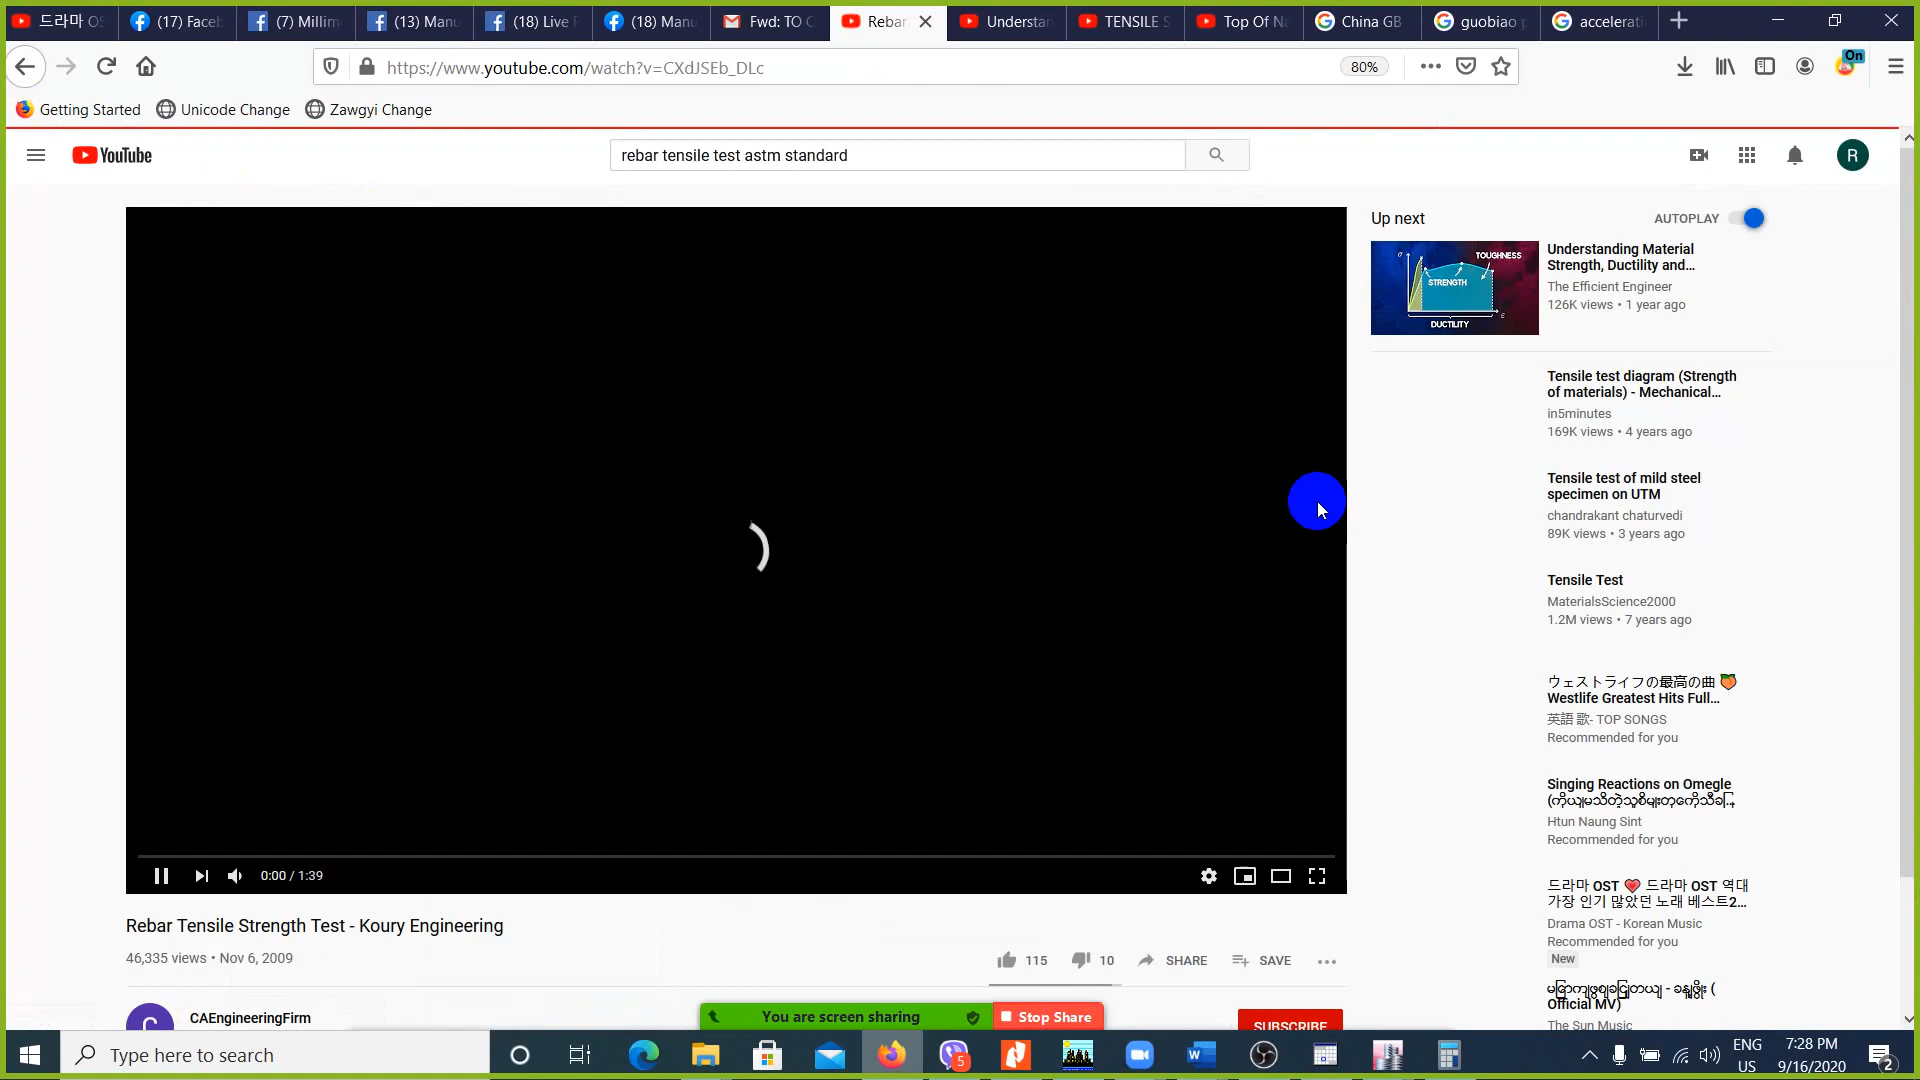 드라마 OS
(17) Faceb
(7) Millim
(13) Manu
(18) Live F
(18) Manu
Fwd: TO C
Rebar
Understan
TENSILE S
Top Of Na
China GB
guobiao p
accelerati
https://www.youtube.com/watch?v=CXdJSEb_DLc
80%
On
Getting Started
Unicode Change
Zawgyi Change
YouTube
rebar tensile test astm standard
R
Up next
AUTOPLAY
TOUGHNESS
STRENGTH
DUCTILITY
Understanding Material
Strength, Ductility and...
The Efficient Engineer
126K views • 1 year ago
Tensile test diagram (Strength
of materials) - Mechanical...
in5minutes
169K views • 4 years ago
Tensile test of mild steel
specimen on UTM
chandrakant chaturvedi
89K views • 3 years ago
Tensile Test
MaterialsScience2000
1.2M views • 7 years ago
ウェストライフの最高の曲 🍑
Westlife Greatest Hits Full...
英語 歌- TOP SONGS
Recommended for you
Singing Reactions on Omegle
Htun Naung Sint
Recommended for you
드라마 OST 💓 드라마 OST 역대
가장 인기 많았던 노래 베스트2...
Drama OST - Korean Music
Recommended for you
New
Official MV)
The Sun Music
0:00 / 1:39
Rebar Tensile Strength Test - Koury Engineering
46,335 views • Nov 6, 2009
115
10
SHARE
SAVE
C
CAEngineeringFirm
You are screen sharing
Stop Share
SUBSCRIBE
Type here to search
5
ENG
US
7:28 PM
9/16/2020
2